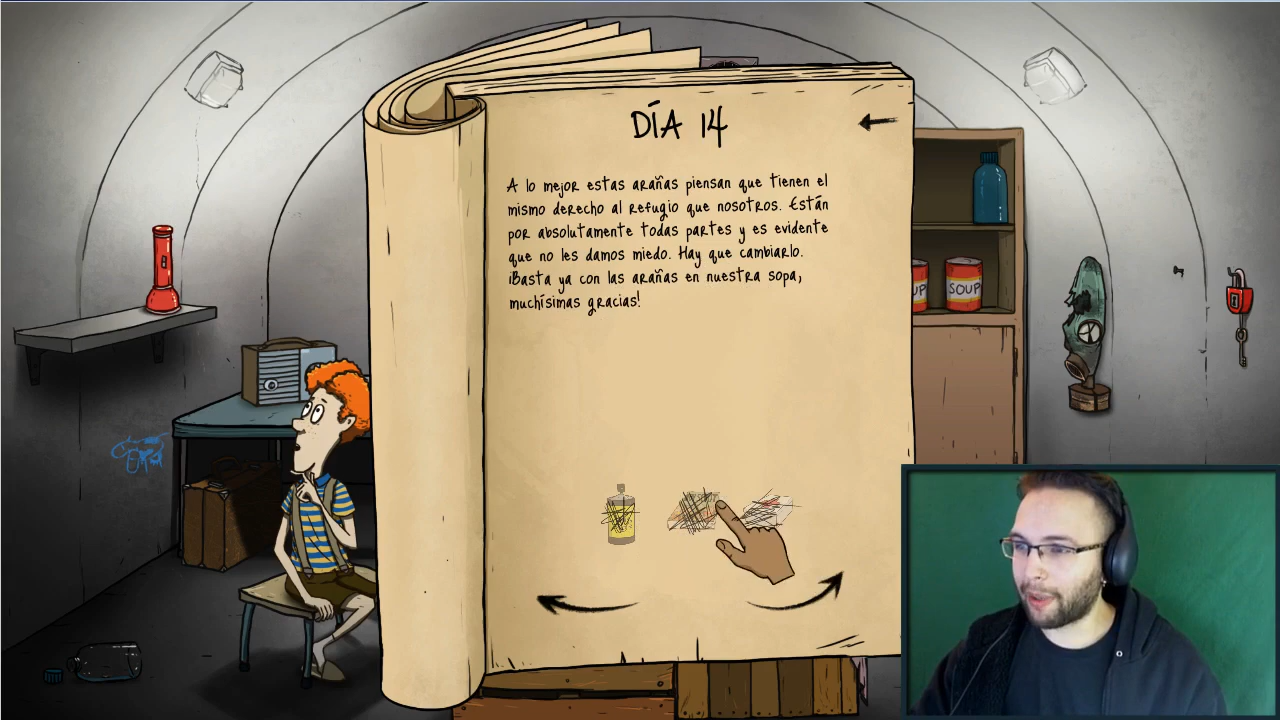 DÍA 14
A lo mejor estas arañas piensan que tienen el
mismo derecho al refugio que nosotros. Están
por absolutamente todas partes y es evidente
que no les damos miedo. Hay que cambiarlo.
¡Basta ya con las arañas en nuestra sopa,
muchísimas gracias!
UP
SOUP